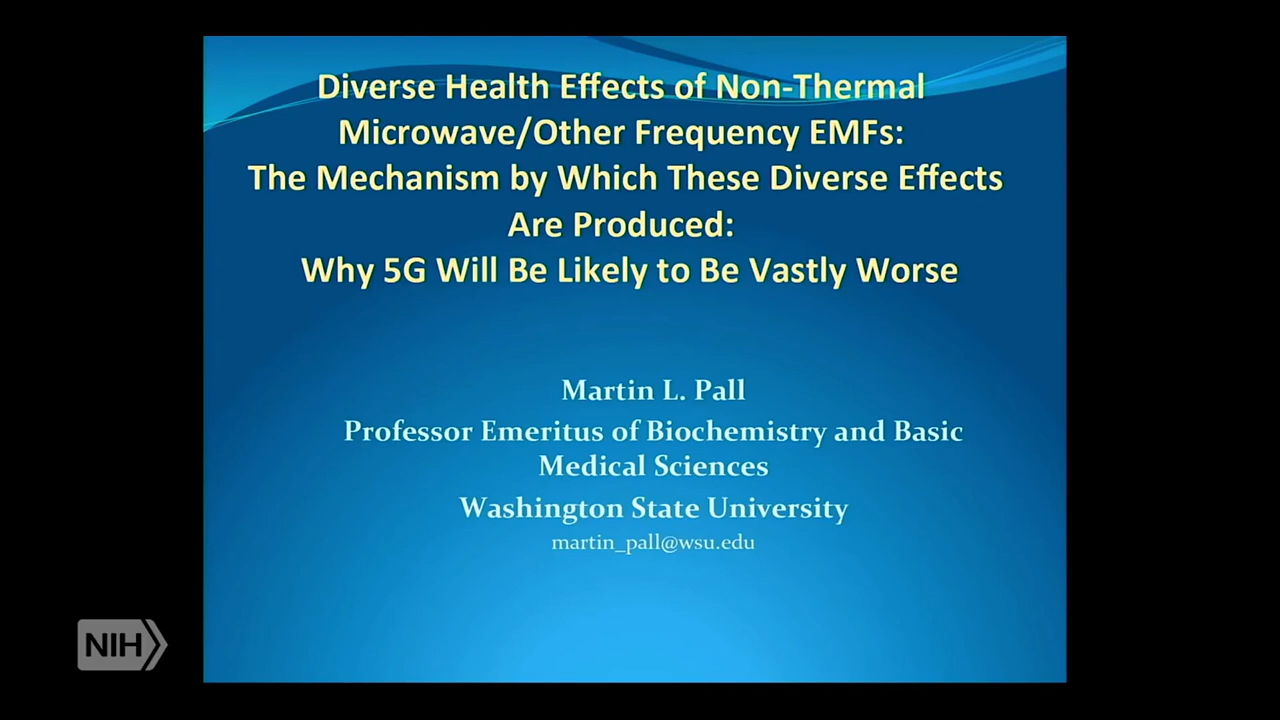 Diverse Health Effects of Non-Thermal
Microwave/Other Frequency EMFs:
The Mechanism by Which These Diverse Effects
Are Produced:
Why 5G Will Be Likely to Be Vastly Worse
Martin L. Pall
Professor Emeritus of Biochemistry and Basic
Medical Sciences
Washington State University
martin_pall@wsu.edu
NIH